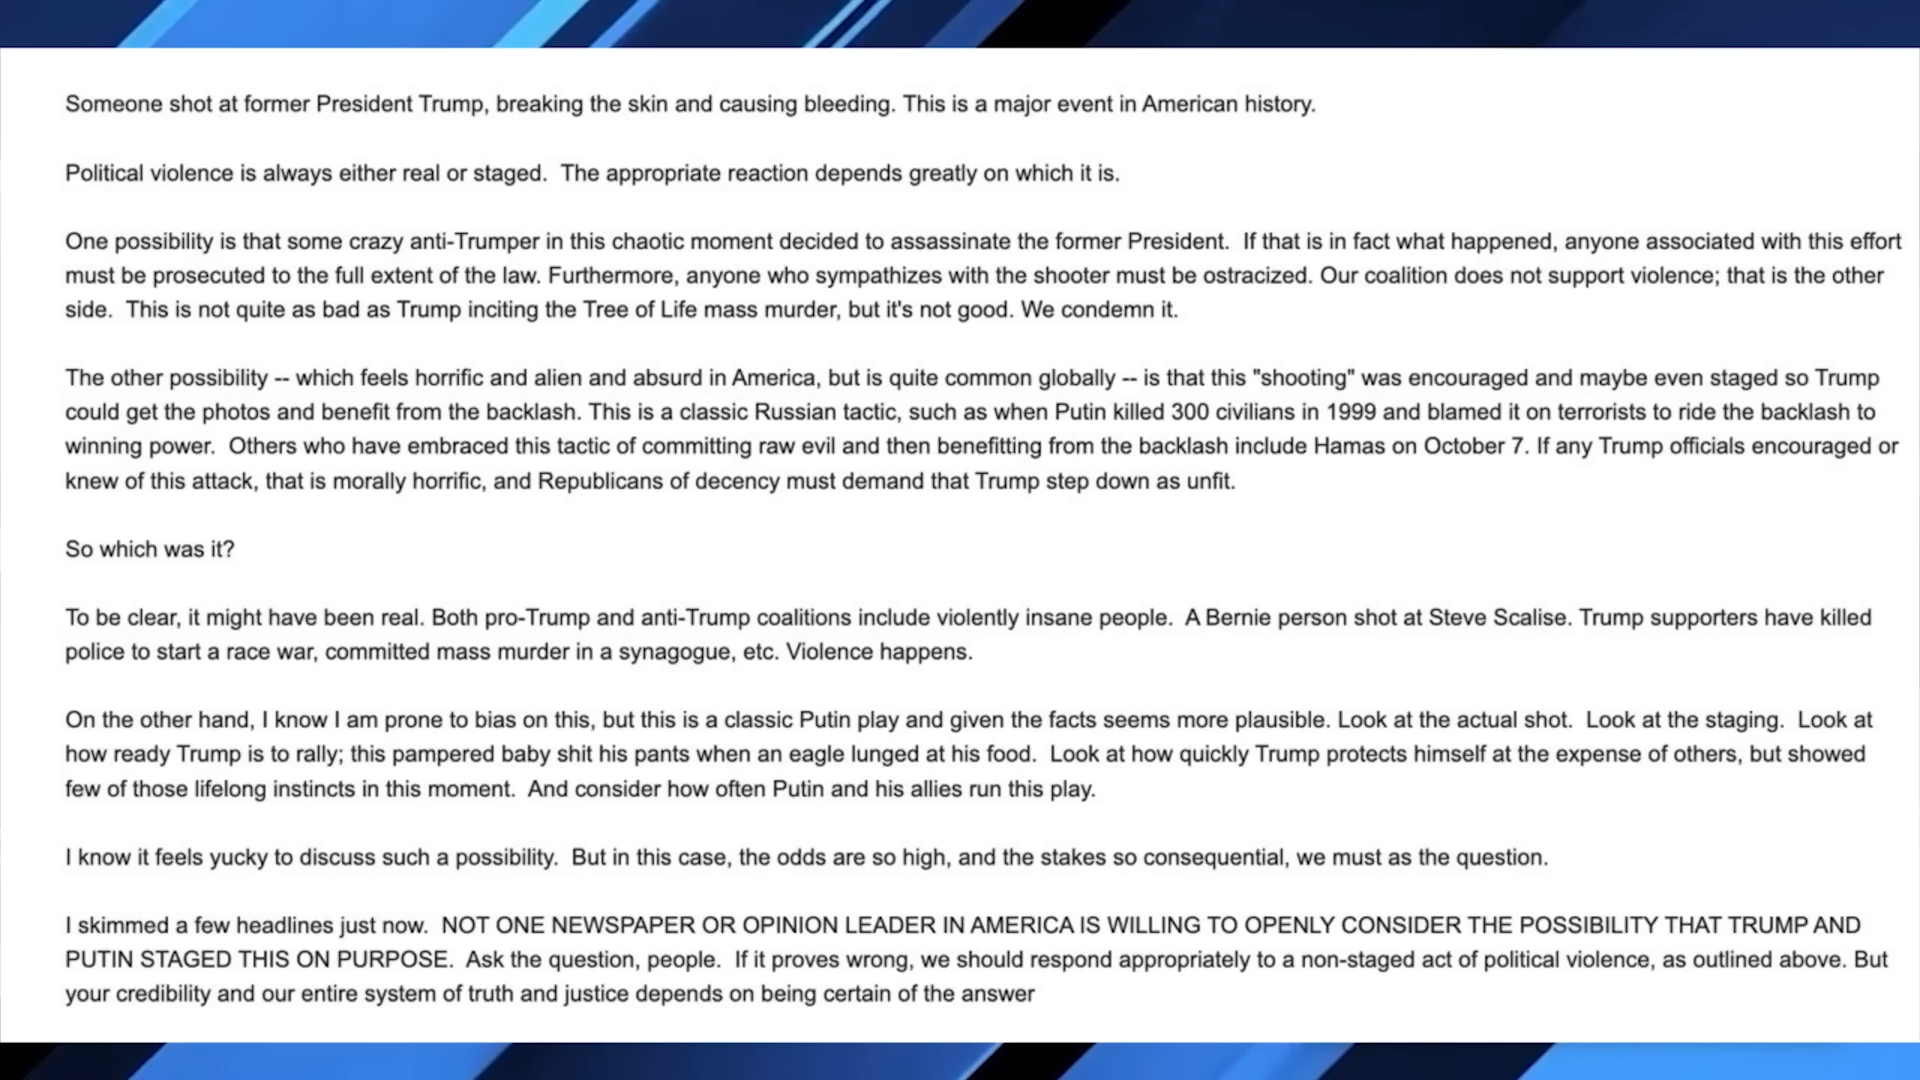 Someone shot at former President Trump, breaking the skin and causing bleeding. This is a major event in American history.
Political violence is always either real or staged.  The appropriate reaction depends greatly on which it is.
One possibility is that some crazy anti-Trumper in this chaotic moment decided to assassinate the former President.  If that is in fact what happened, anyone associated with this effort
must be prosecuted to the full extent of the law. Furthermore, anyone who sympathizes with the shooter must be ostracized. Our coalition does not support violence; that is the other
side.  This is not quite as bad as Trump inciting the Tree of Life mass murder, but it's not good. We condemn it.
The other possibility -- which feels horrific and alien and absurd in America, but is quite common globally -- is that this "shooting" was encouraged and maybe even staged so Trump
could get the photos and benefit from the backlash. This is a classic Russian tactic, such as when Putin killed 300 civilians in 1999 and blamed it on terrorists to ride the backlash to
winning power.  Others who have embraced this tactic of committing raw evil and then benefitting from the backlash include Hamas on October 7. If any Trump officials encouraged or
knew of this attack, that is morally horrific, and Republicans of decency must demand that Trump step down as unfit.
So which was it?
To be clear, it might have been real. Both pro-Trump and anti-Trump coalitions include violently insane people.  A Bernie person shot at Steve Scalise. Trump supporters have killed
police to start a race war, committed mass murder in a synagogue, etc. Violence happens.
On the other hand, I know I am prone to bias on this, but this is a classic Putin play and given the facts seems more plausible. Look at the actual shot.  Look at the staging.  Look at
how ready Trump is to rally; this pampered baby shit his pants when an eagle lunged at his food.  Look at how quickly Trump protects himself at the expense of others, but showed
few of those lifelong instincts in this moment.  And consider how often Putin and his allies run this play.
I know it feels yucky to discuss such a possibility.  But in this case, the odds are so high, and the stakes so consequential, we must as the question.
I skimmed a few headlines just now.  NOT ONE NEWSPAPER OR OPINION LEADER IN AMERICA IS WILLING TO OPENLY CONSIDER THE POSSIBILITY THAT TRUMP AND
PUTIN STAGED THIS ON PURPOSE.  Ask the question, people.  If it proves wrong, we should respond appropriately to a non-staged act of political violence, as outlined above. But
your credibility and our entire system of truth and justice depends on being certain of the answer